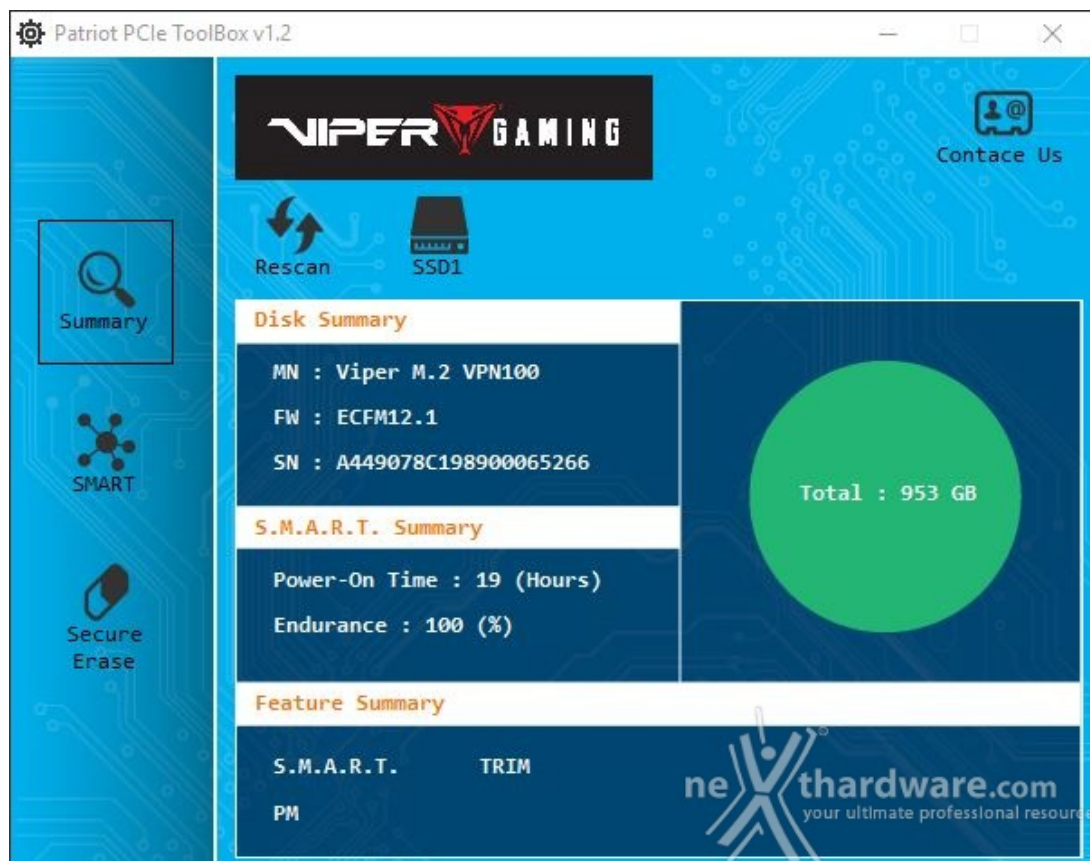 Patriot PCIe ToolBox v1.2
VIPER GAMING
Contace Us
Rescan
SSD1
Summary
SMART
Secure
Erase
Disk Summary
MN : Viper M.2 VPN100
FW : ECFM12.1
SN : A449078C198900065266
Total : 953 GB
S.M.A.R.T. Summary
Power-On Time : 19 (Hours)
Endurance : 100 (%)
Feature Summary
S.M.A.R.T. TRIM
PM
nexthardware.com
your ultimate professional resource